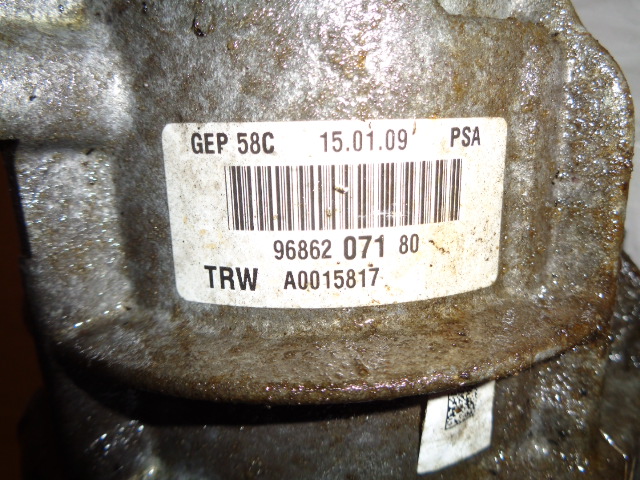 GEP 58C 15.01.09 PSA
96862 071 80
TRW A0015817